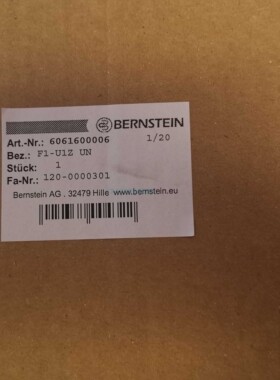 BERNSTEIN
Art.-Nr.: 6061600006 1/20
Bez.: F1-U1Z UN
Stück: 1
Fa-Nr.: 120-0000301
Bernstein AG . 32479 Hille www.bernstein.eu